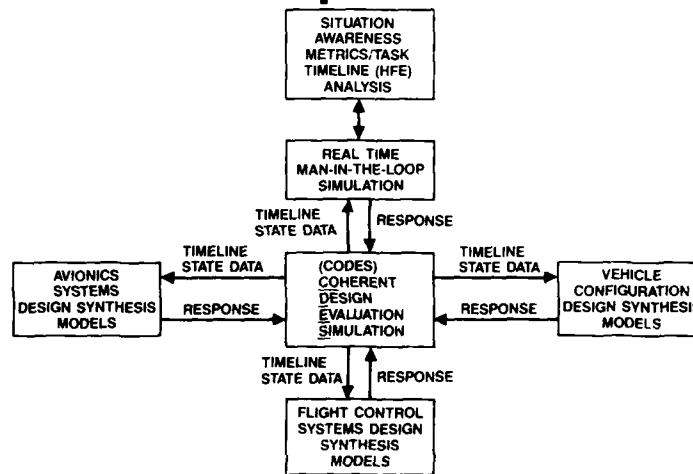 SITUATION
AWARENESS
METRICS/TASK
TIMELINE (HFE)
ANALYSIS
REAL TIME
MAN-IN-THE-LOOP
SIMULATION
TIMELINE
STATE DATA
RESPONSE
AVIONICS
SYSTEMS
DESIGN SYNTHESIS
MODELS
TIMELINE
STATE DATA
RESPONSE
(CODES)
COHERENT
DESIGN
EVALUATION
SIMULATION
TIMELINE
STATE DATA
RESPONSE
VEHICLE
CONFIGURATION
DESIGN SYNTHESIS
MODELS
TIMELINE
STATE DATA
RESPONSE
FLIGHT CONTROL
SYSTEMS DESIGN
SYNTHESIS
MODELS